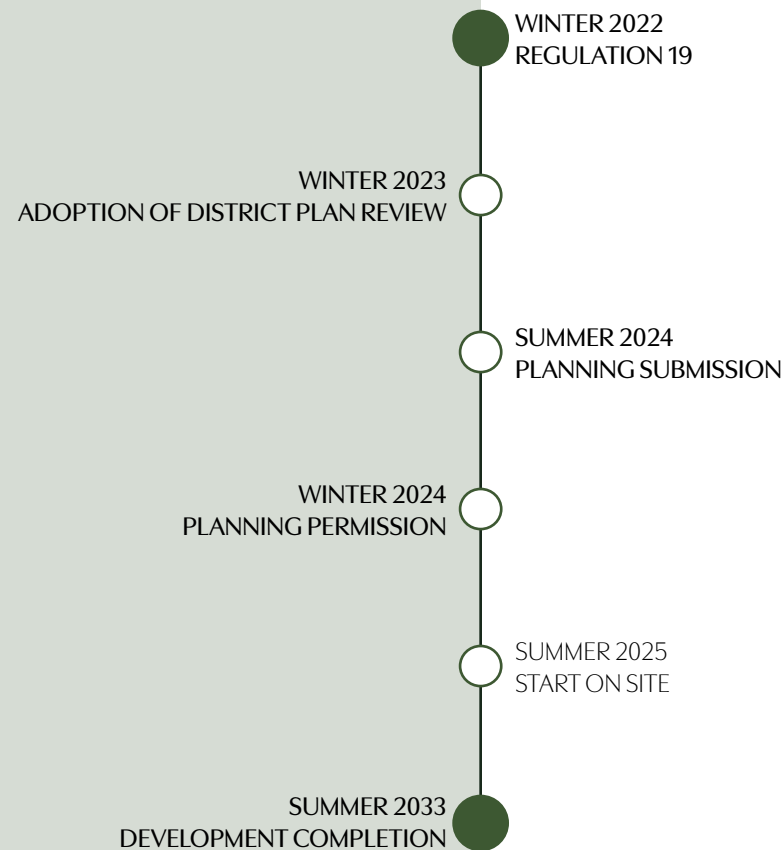 WINTER 2022
REGULATION 19
WINTER 2023
ADOPTION OF DISTRICT PLAN REVIEW
SUMMER 2024
PLANNING SUBMISSION
WINTER 2024
PLANNING PERMISSION
SUMMER 2025
START ON SITE
SUMMER 2033
DEVELOPMENT COMPLETION